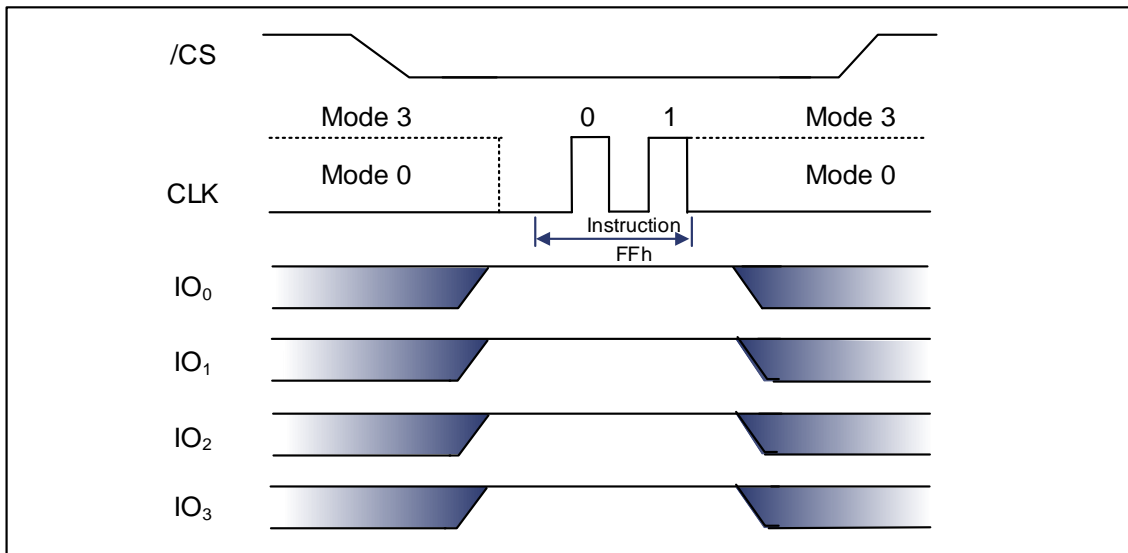 /CS
Mode 3 0 1 Mode 3
Mode 0 Mode 0
CLK
Instruction
FFh
IO0
IO1
IO2
IO3